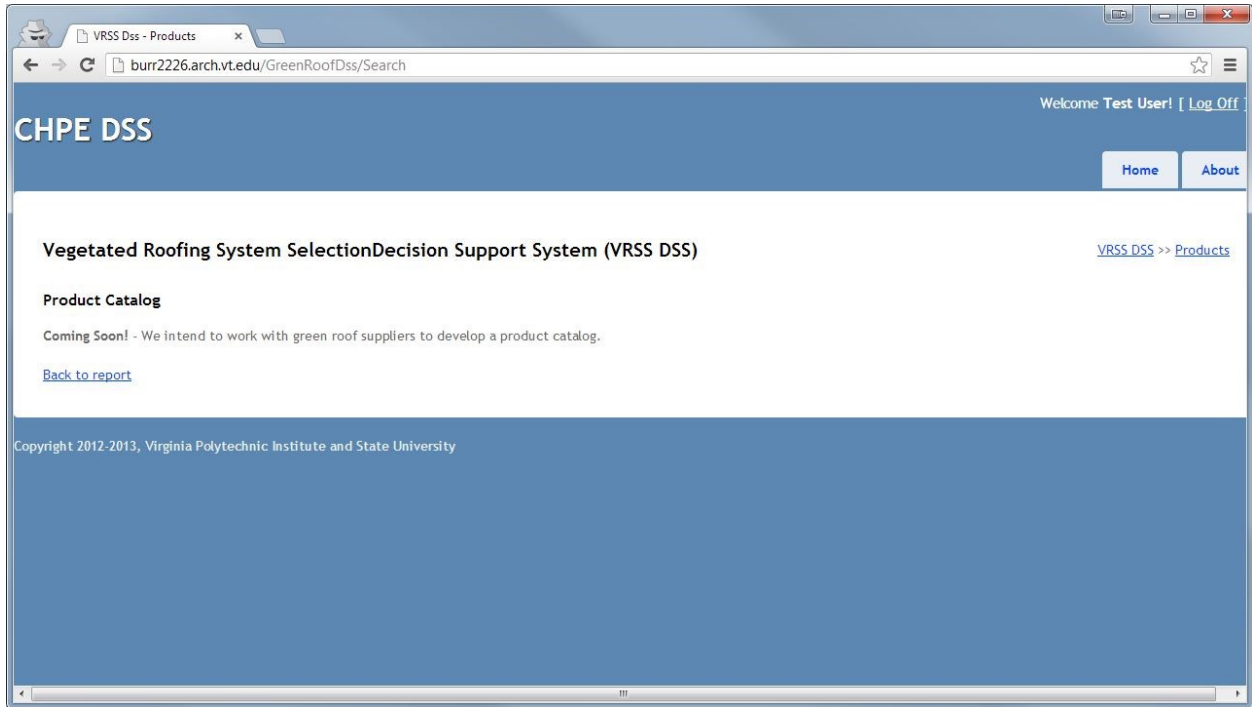 VRSS Dss - Products
burr2226.arch.vt.edu/GreenRoofDss/Search
Welcome Test User! [ Log Off ]
CHPE DSS
Home About
Vegetated Roofing System SelectionDecision Support System (VRSS DSS) VRSS DSS >> Products
Product Catalog
Coming Soon! - We intend to work with green roof suppliers to develop a product catalog.
Back to report
Copyright 2012-2013, Virginia Polytechnic Institute and State University